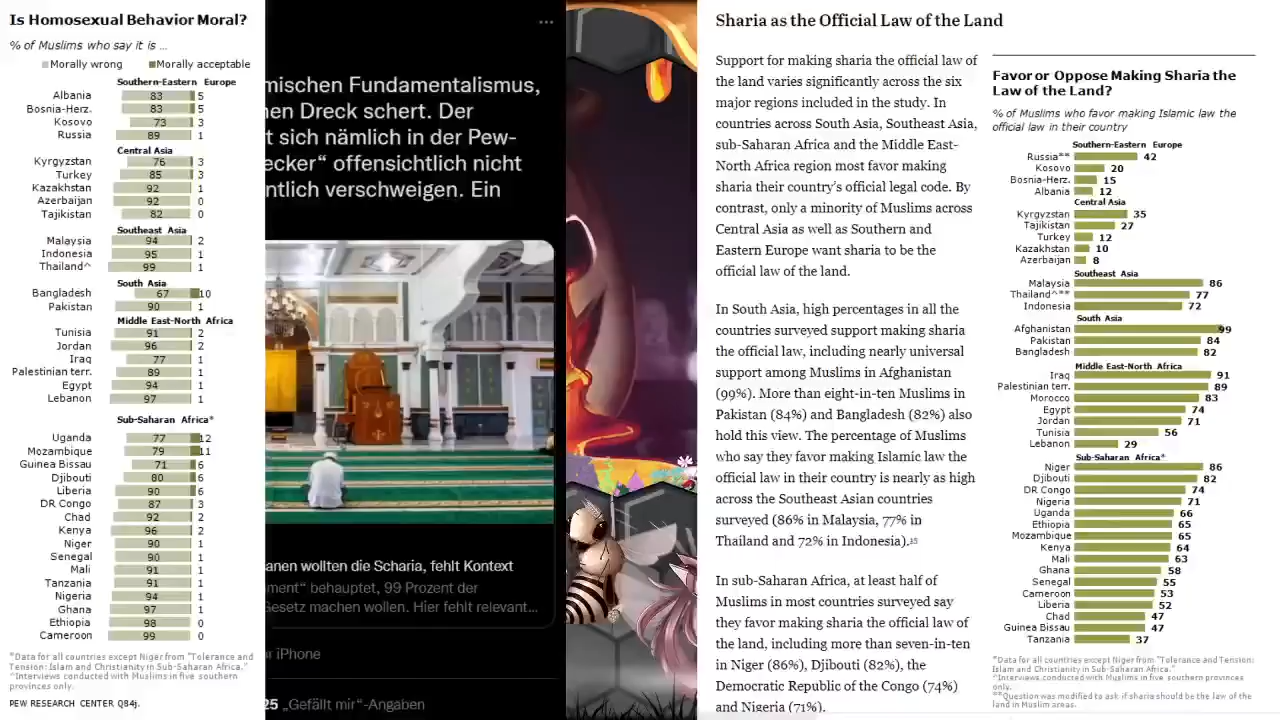 Is Homosexual Behavior Moral?
% of Muslims who say it is ...
Morally wrong Morally acceptable
Southern-Eastern Europe
Albania 83 5
Bosnia-Herz. 83 5
Kosovo 73 3
Russia 89 1
Central Asia
Kyrgyzstan 76 3
Turkey 85 3
Kazakhstan 92 1
Azerbaijan 92 0
Tajikistan 82 0
Southeast Asia
Malaysia 94 2
Indonesia 95 1
Thailand^ 99 1
South Asia
Bangladesh 67 10
Pakistan 90 1
Middle East-North Africa
Tunisia 91 2
Jordan 96 2
Iraq 77 1
Palestinian terr. 89 1
Egypt 94 1
Lebanon 97 1
Sub-Saharan Africa*
Uganda 77 12
Mozambique 79 11
Guinea Bissau 71 6
Djibouti 80 6
Liberia 90 6
DR Congo 87 3
Chad 92 2
Kenya 96 2
Niger 90 1
Senegal 90 1
Mali 91 1
Tanzania 91 1
Nigeria 94 1
Ghana 97 1
Ethiopia 98 0
Cameroon 99 0
*Data for all countries except Niger from "Tolerance and
Tension: Islam and Christianity in Sub-Saharan Africa."
^Interviews conducted with Muslims in five southern
provinces only.
PEW RESEARCH CENTER Q84j.
mischen Fundamentalismus,
en Dreck schert. Der
t sich nämlich in der Pew-
ecker“ offensichtlich nicht
entlich verschweigen. Ein
anen wollten die Scharia, fehlt Kontext
ment“ behauptet, 99 Prozent der
Gesetz machen wollen. Hier fehlt relevant...
r iPhone
25 „Gefällt mir“-Angaben
Sharia as the Official Law of the Land
Support for making sharia the official law of
the land varies significantly across the six
major regions included in the study. In
countries across South Asia, Southeast Asia,
sub-Saharan Africa and the Middle East-
North Africa region most favor making
sharia their country's official legal code. By
contrast, only a minority of Muslims across
Central Asia as well as Southern and
Eastern Europe want sharia to be the
official law of the land.
In South Asia, high percentages in all the
countries surveyed support making sharia
the official law, including nearly universal
support among Muslims in Afghanistan
(99%). More than eight-in-ten Muslims in
Pakistan (84%) and Bangladesh (82%) also
hold this view. The percentage of Muslims
who say they favor making Islamic law the
official law in their country is nearly as high
across the Southeast Asian countries
surveyed (86% in Malaysia, 77% in
Thailand and 72% in Indonesia).15
In sub-Saharan Africa, at least half of
Muslims in most countries surveyed say
they favor making sharia the official law of
the land, including more than seven-in-ten
in Niger (86%), Djibouti (82%), the
Democratic Republic of the Congo (74%)
and Nigeria (71%).
Favor or Oppose Making Sharia the
Law of the Land?
% of Muslims who favor making Islamic law the
official law in their country
Southern-Eastern Europe
Russia** 42
Kosovo 20
Bosnia-Herz. 15
Albania 12
Central Asia
Kyrgyzstan 35
Tajikistan 27
Turkey 12
Kazakhstan 10
Azerbaijan 8
Southeast Asia
Malaysia 86
Thailand^** 77
Indonesia 72
South Asia
Afghanistan 99
Pakistan 84
Bangladesh 82
Middle East-North Africa
Iraq 91
Palestinian terr. 89
Morocco 83
Egypt 74
Jordan 71
Tunisia 56
Lebanon 29
Sub-Saharan Africa*
Niger 86
Djibouti 82
DR Congo 74
Nigeria 71
Uganda 66
Ethiopia 65
Mozambique 65
Kenya 64
Mali 63
Ghana 58
Senegal 55
Cameroon 53
Liberia 52
Chad 47
Guinea Bissau 47
Tanzania 37
*Data for all countries except Niger from "Tolerance and
Tension: Islam and Christianity in Sub-Saharan Africa."
^Interviews conducted with Muslims in five southern provinces
only.
**Question was modified to ask if sharia should be the law of the
land in Muslim areas.